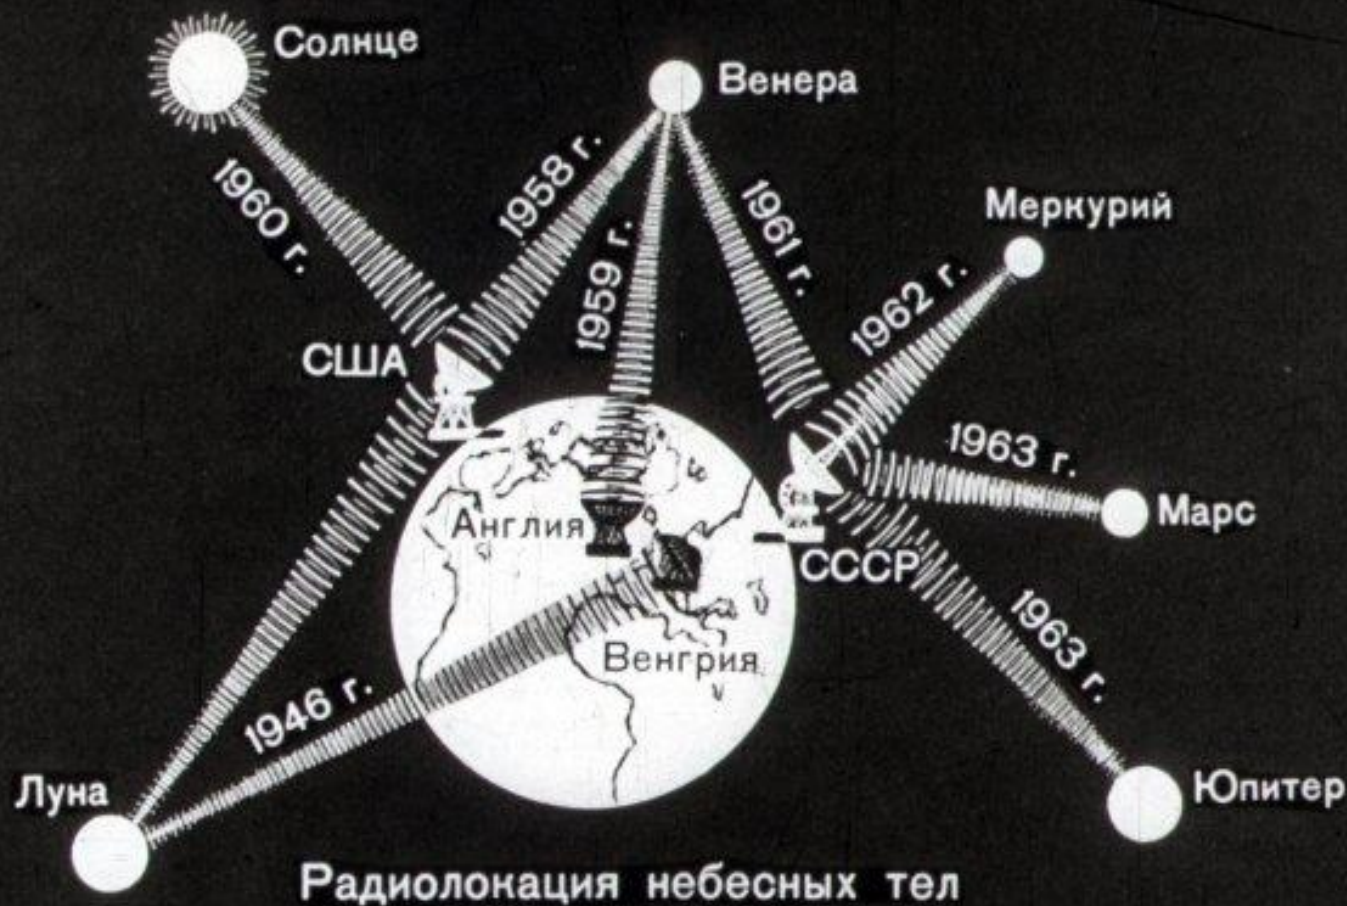 Солнце
Венера
1960 г.
1958 г.
1959 г.
1961 г.
Меркурий
1962 г.
США
1963 г.
Марс
Англия
СССР
1963 г.
Венгрия
1946 г.
Луна
Юпитер
Радиолокация небесных тел